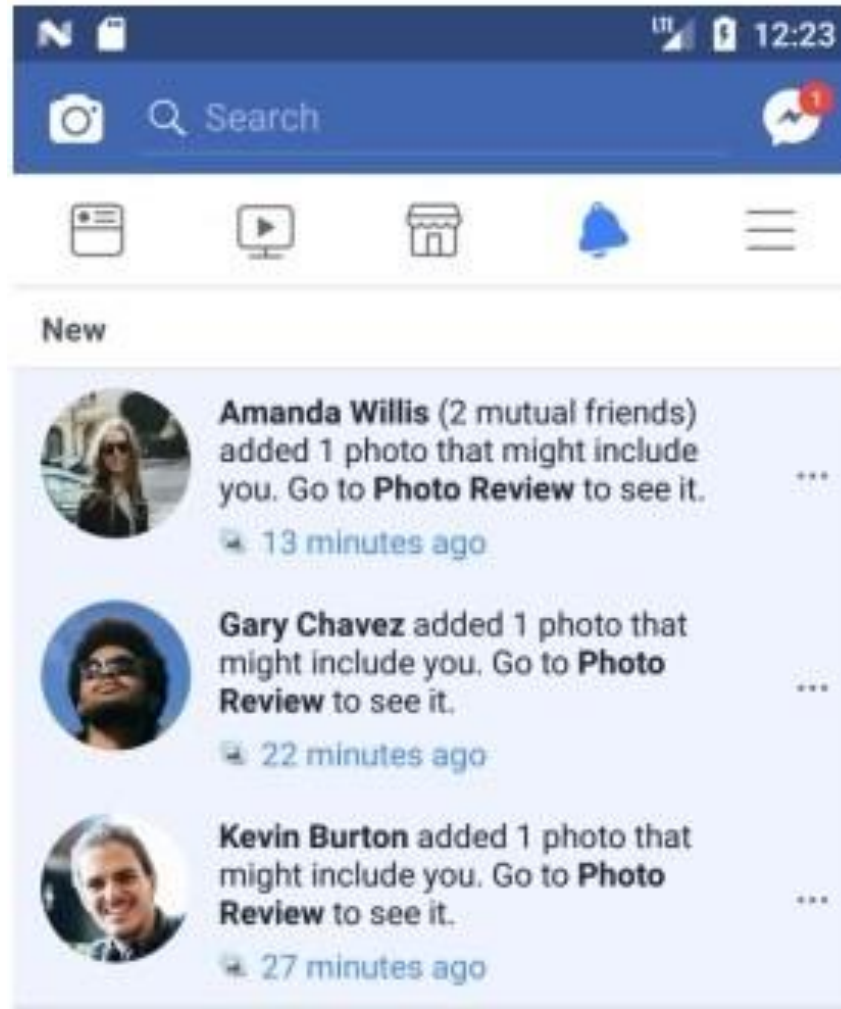 LTE 12:23
Search
1
New
Amanda Willis (2 mutual friends)
added 1 photo that might include
you. Go to Photo Review to see it.
13 minutes ago
Gary Chavez added 1 photo that
might include you. Go to Photo
Review to see it.
22 minutes ago
Kevin Burton added 1 photo that
might include you. Go to Photo
Review to see it.
27 minutes ago